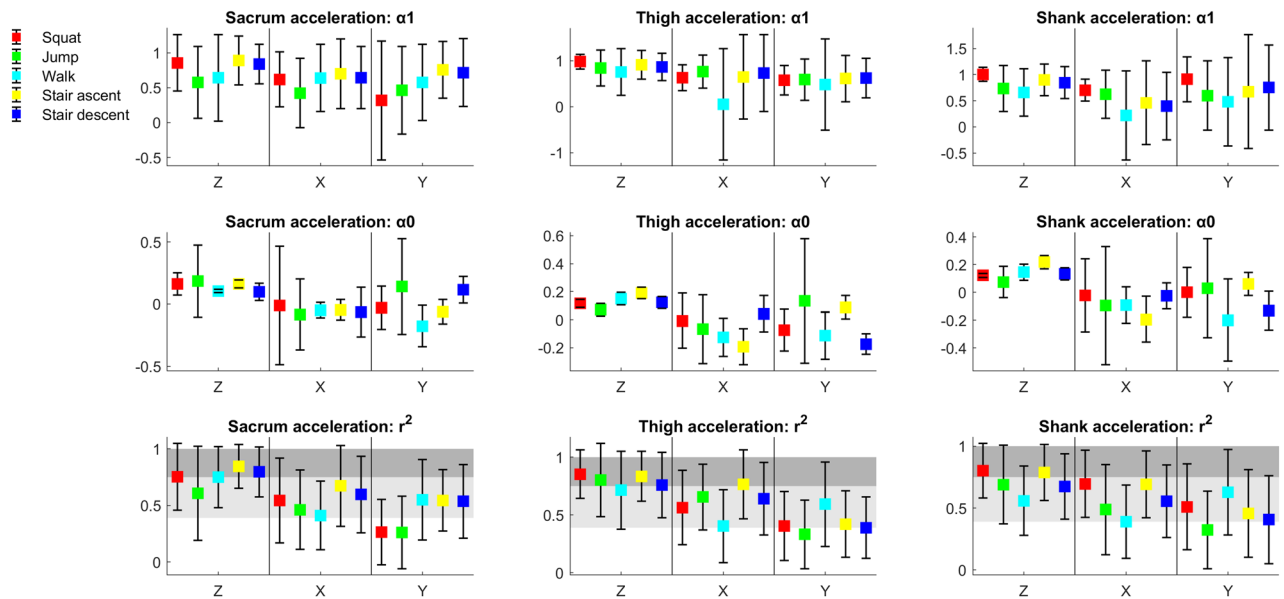 Squat
Jump
Walk
Stair ascent
Stair descent
Sacrum acceleration: α1
1
0.5
0
-0.5
Z X Y
Thigh acceleration: α1
1
0
-1
Z X Y
Shank acceleration: α1
1.5
1
0.5
0
-0.5
Z X Y
Sacrum acceleration: α0
0.5
0
-0.5
Z X Y
Thigh acceleration: α0
0.6
0.4
0.2
0
-0.2
Z X Y
Shank acceleration: α0
0.4
0.2
0
-0.2
-0.4
Z X Y
Sacrum acceleration: r²
1
0.5
0
Z X Y
Thigh acceleration: r²
1
0.5
0
Z X Y
Shank acceleration: r²
1
0.5
0
Z X Y